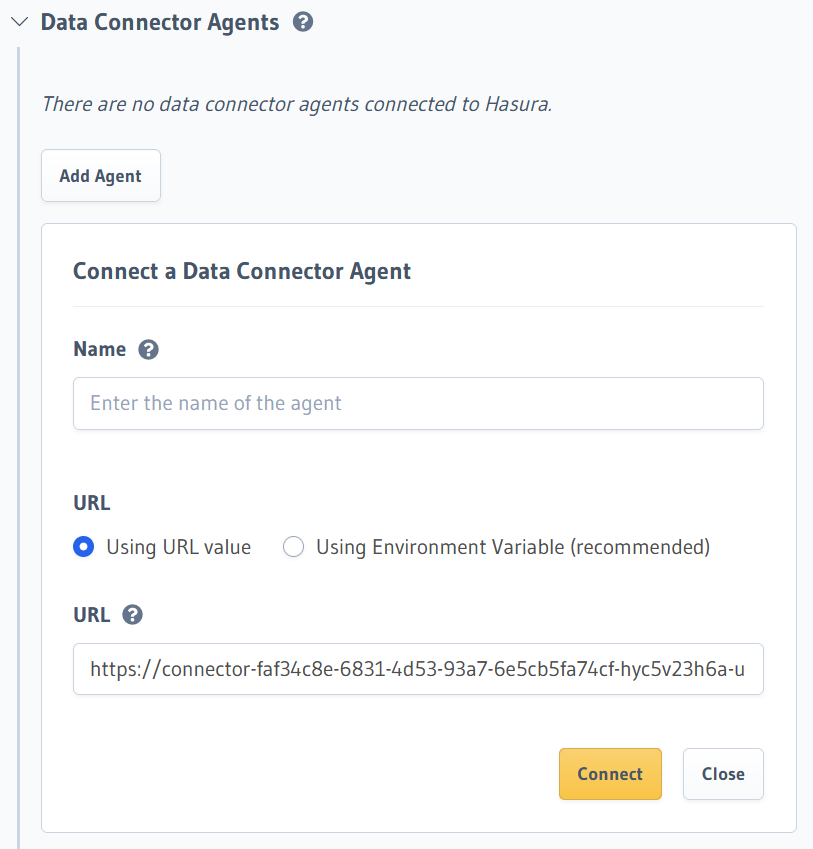 Data Connector Agents
There are no data connector agents connected to Hasura.
Add Agent
Connect a Data Connector Agent
Name
Enter the name of the agent
URL
Using URL value Using Environment Variable (recommended)
URL
https://connector-faf34c8e-6831-4d53-93a7-6e5cb5fa74cf-hyc5v23h6a-u
Connect Close